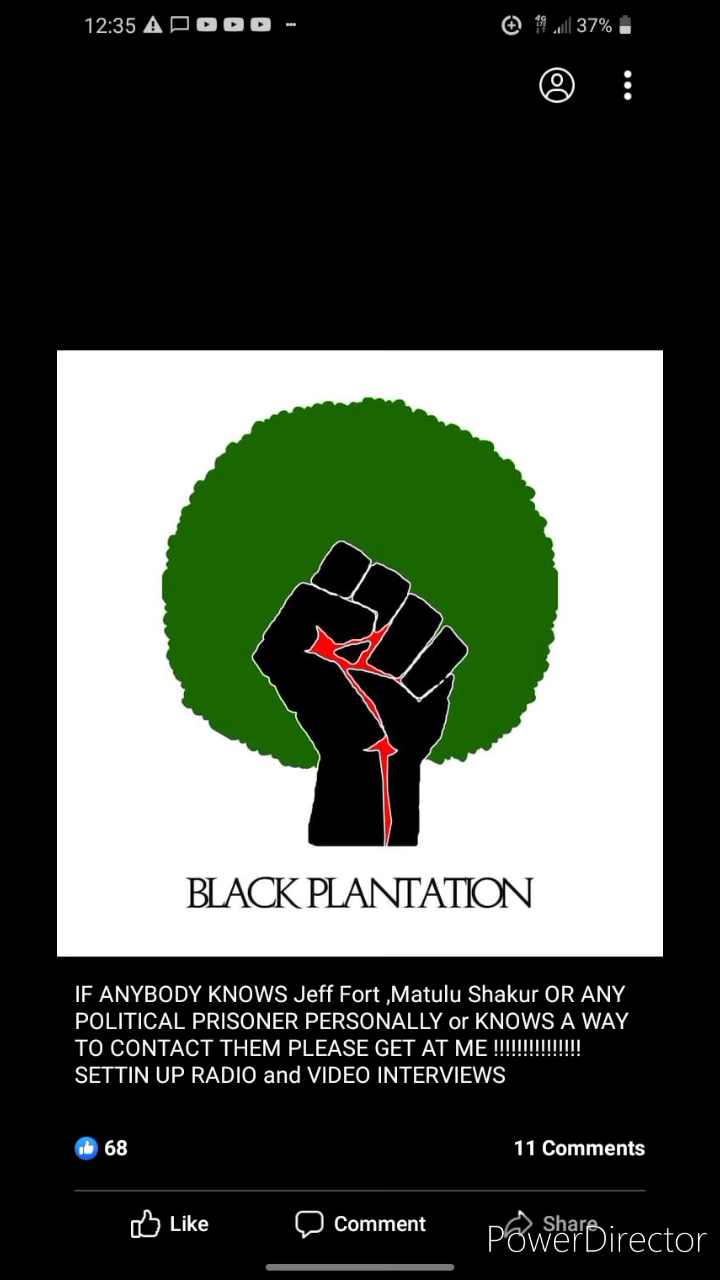 12:35
4G LTE 37%
BLACK PLANTATION
IF ANYBODY KNOWS Jeff Fort ,Matulu Shakur OR ANY
POLITICAL PRISONER PERSONALLY or KNOWS A WAY
TO CONTACT THEM PLEASE GET AT ME !!!!!!!!!!!!!!!
SETTIN UP RADIO and VIDEO INTERVIEWS
68
11 Comments
Like
Comment
Share
PowerDirector